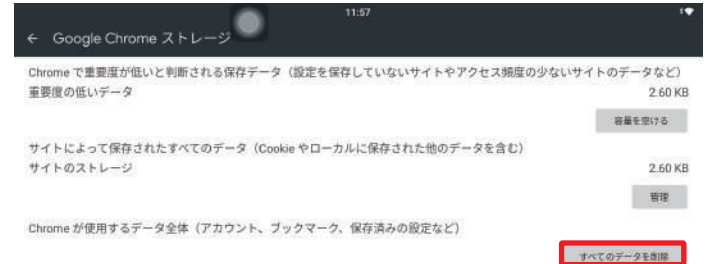 11:57
← Google Chrome ストレージ
Chrome で重要度が低いと判断される保存データ（設定を保存していないサイトやアクセス頻度の少ないサイトのデータなど）
重要度の低いデータ 2.60 KB
容量を空ける
サイトによって保存されたすべてのデータ（Cookie やローカルに保存された他のデータを含む）
サイトのストレージ 2.60 KB
管理
Chrome が使用するデータ全体（アカウント、ブックマーク、保存済みの設定など）
すべてのデータを削除